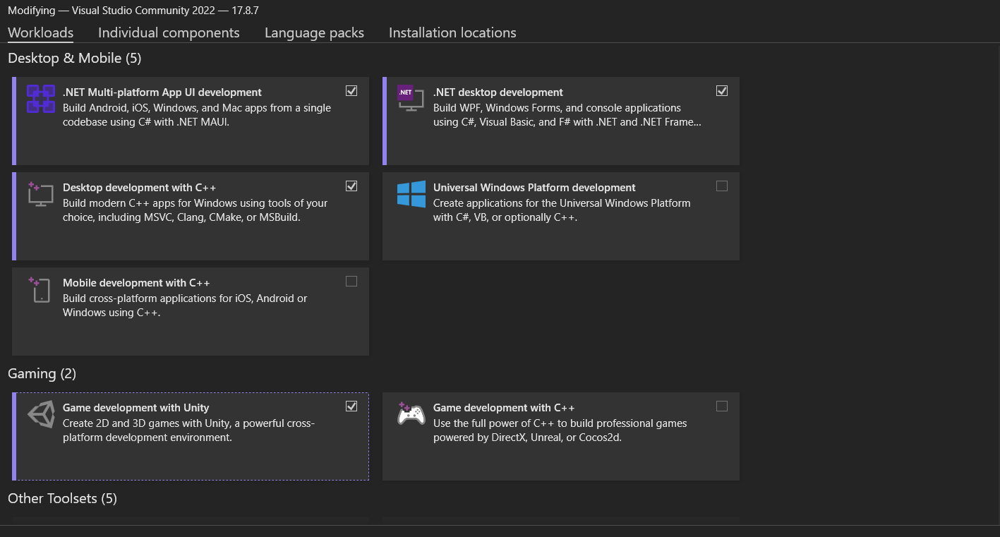 Modifying — Visual Studio Community 2022 — 17.8.7
Workloads Individual components Language packs Installation locations
Desktop & Mobile (5)
.NET Multi-platform App UI development
Build Android, iOS, Windows, and Mac apps from a single
codebase using C# with .NET MAUI.
.NET
.NET desktop development
Build WPF, Windows Forms, and console applications
using C#, Visual Basic, and F# with .NET and .NET Frame...
Desktop development with C++
Build modern C++ apps for Windows using tools of your
choice, including MSVC, Clang, CMake, or MSBuild.
Universal Windows Platform development
Create applications for the Universal Windows Platform
with C#, VB, or optionally C++.
Mobile development with C++
Build cross-platform applications for iOS, Android or
Windows using C++.
Gaming (2)
Game development with Unity
Create 2D and 3D games with Unity, a powerful cross-
platform development environment.
Game development with C++
Use the full power of C++ to build professional games
powered by DirectX, Unreal, or Cocos2d.
Other Toolsets (5)